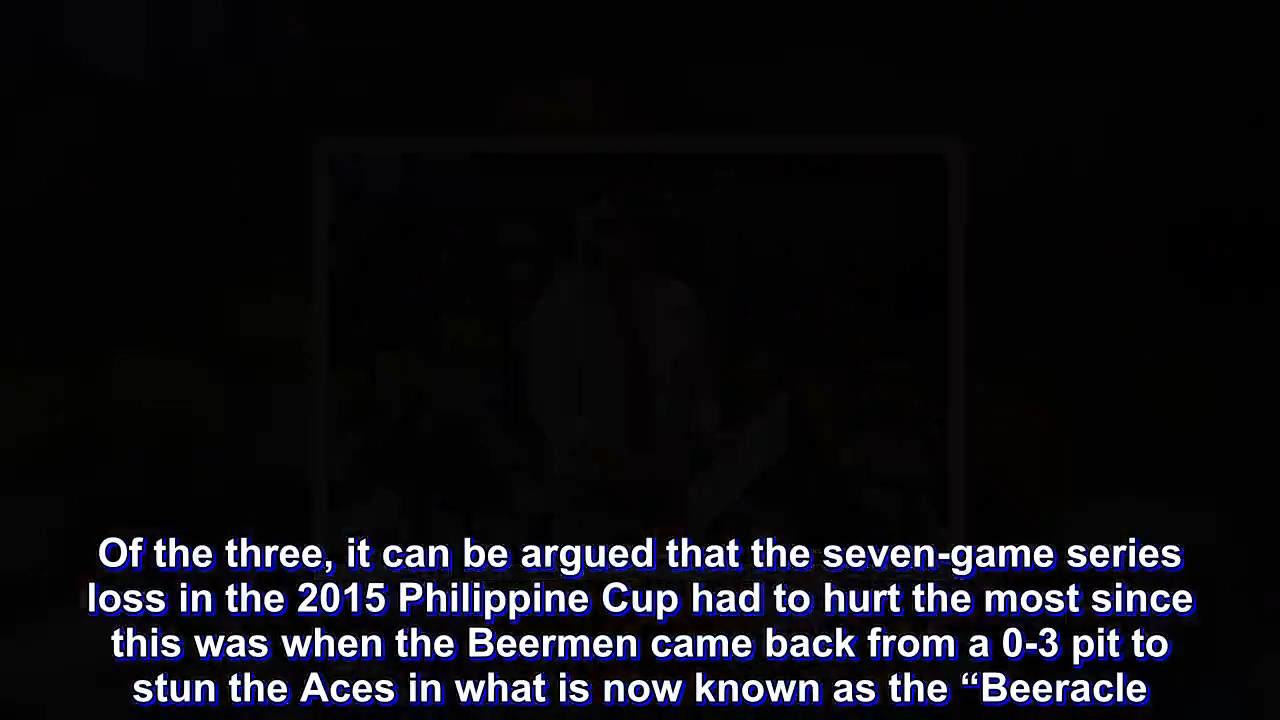 Of the three, it can be argued that the seven-game series
loss in the 2015 Philippine Cup had to hurt the most since
this was when the Beermen came back from a 0-3 pit to
stun the Aces in what is now known as the “Beeracle